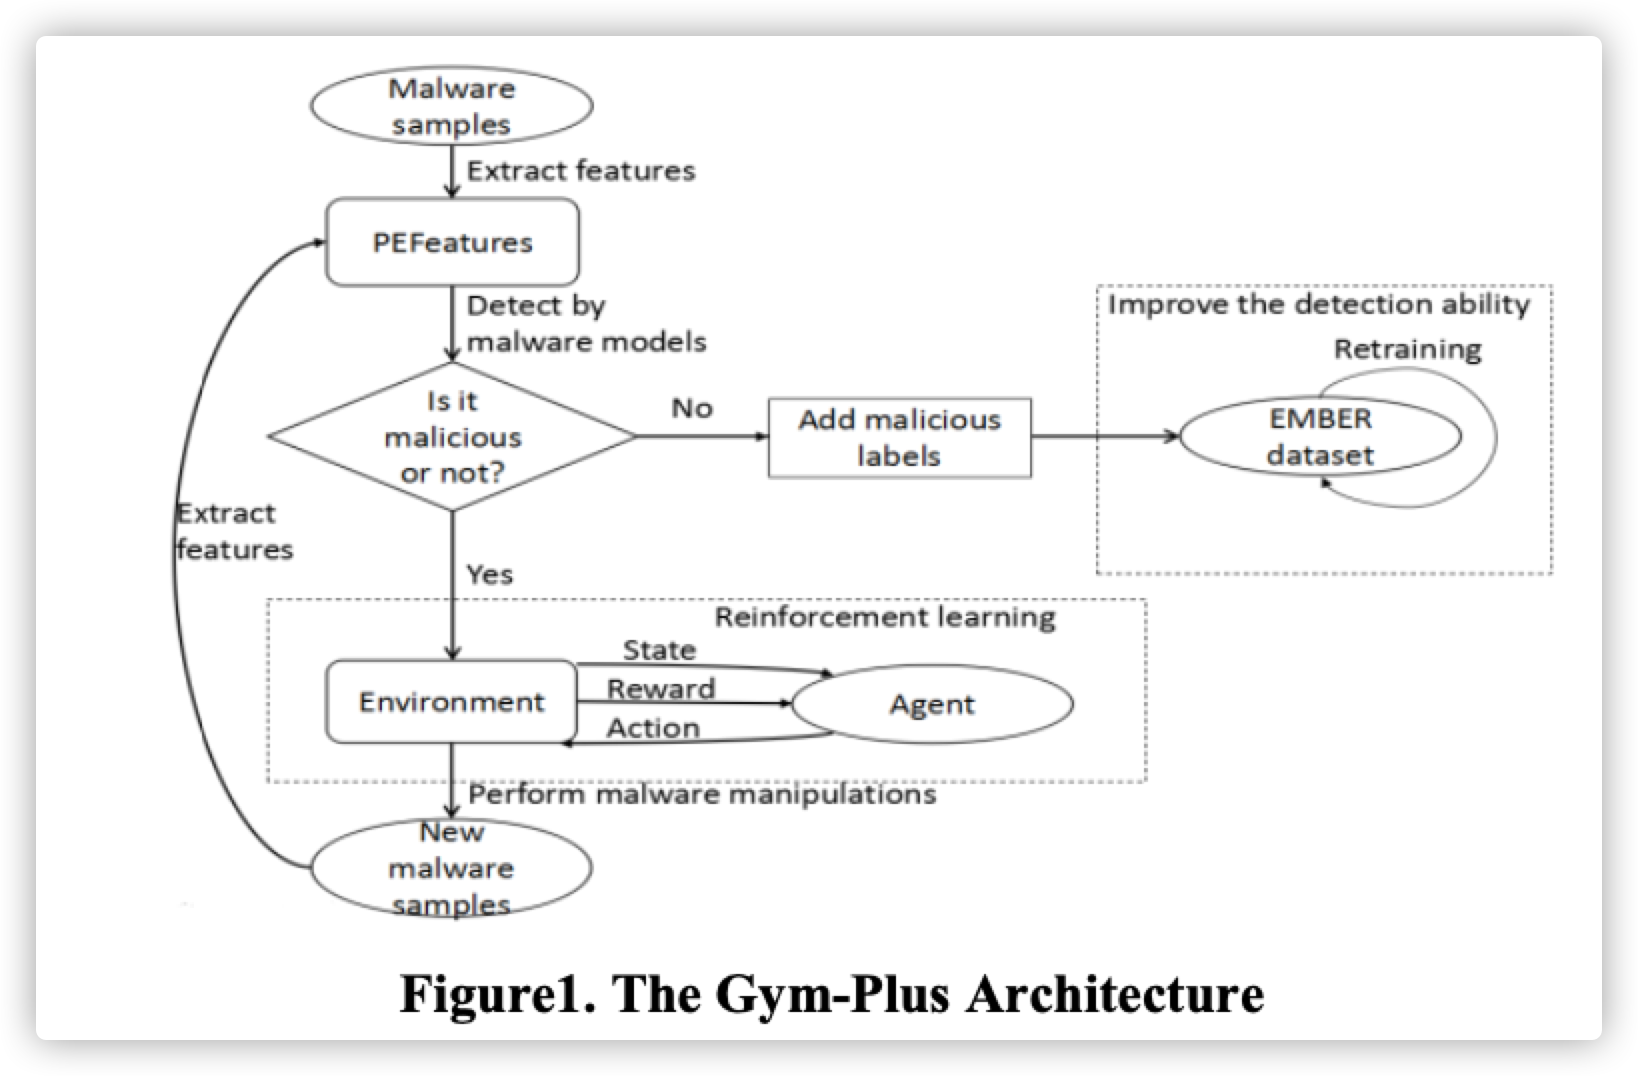 Malware
samples
Extract features
PEFeatures
Detect by
malware models
Is it
malicious
or not?
No
Add malicious
labels
Improve the detection ability
Retraining
EMBER
dataset
Extract
features
Yes
Reinforcement learning
State
Reward
Action
Environment
Agent
Perform malware manipulations
New
malware
samples
Figure1. The Gym-Plus Architecture